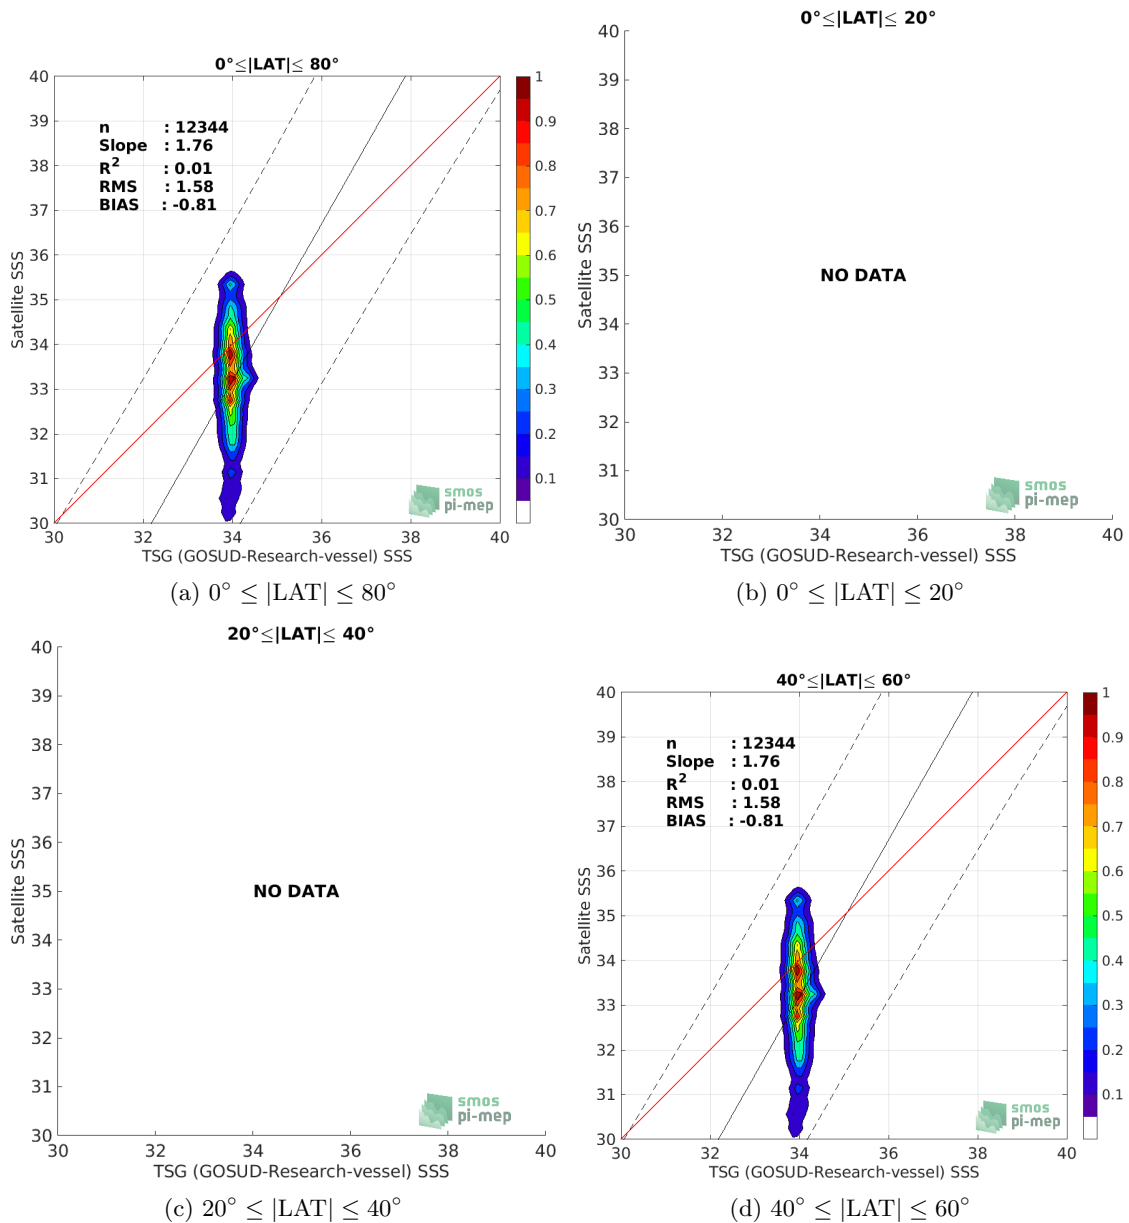 0°≤|LAT|≤ 80°
40
39
38
37
36
35
34
33
32
31
30
Satellite SSS
n : 12344
Slope : 1.76
R² : 0.01
RMS : 1.58
BIAS : -0.81
1
0.9
0.8
0.7
0.6
0.5
0.4
0.3
0.2
0.1
smos
pi-mep
30 32 34 36 38 40
TSG (GOSUD-Research-vessel) SSS
(a) 0° ≤ |LAT| ≤ 80°
0°≤|LAT|≤ 20°
40
39
38
37
36
35
34
33
32
31
30
Satellite SSS
NO DATA
smos
pi-mep
30 32 34 36 38 40
TSG (GOSUD-Research-vessel) SSS
(b) 0° ≤ |LAT| ≤ 20°
20°≤|LAT|≤ 40°
40
39
38
37
36
35
34
33
32
31
30
Satellite SSS
NO DATA
smos
pi-mep
30 32 34 36 38 40
TSG (GOSUD-Research-vessel) SSS
(c) 20° ≤ |LAT| ≤ 40°
40°≤|LAT|≤ 60°
40
39
38
37
36
35
34
33
32
31
30
Satellite SSS
n : 12344
Slope : 1.76
R² : 0.01
RMS : 1.58
BIAS : -0.81
1
0.9
0.8
0.7
0.6
0.5
0.4
0.3
0.2
0.1
smos
pi-mep
30 32 34 36 38 40
TSG (GOSUD-Research-vessel) SSS
(d) 40° ≤ |LAT| ≤ 60°